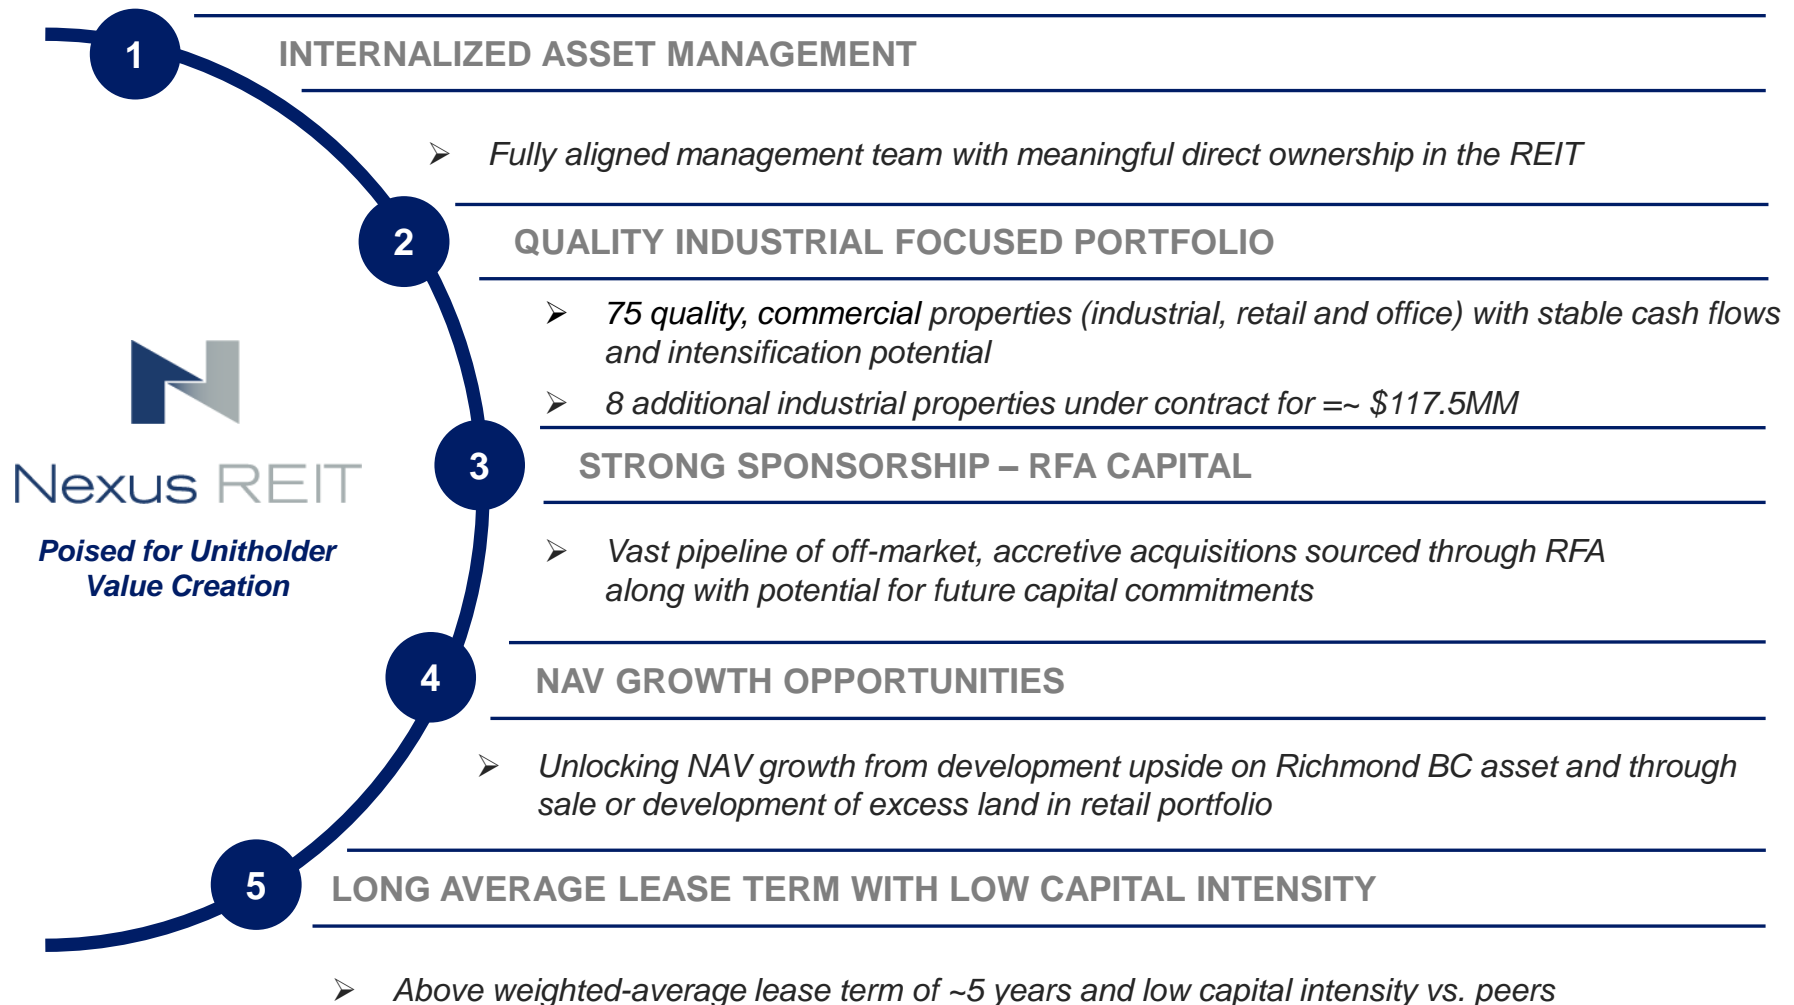 1
INTERNALIZED ASSET MANAGEMENT
➢ Fully aligned management team with meaningful direct ownership in the REIT
2
QUALITY INDUSTRIAL FOCUSED PORTFOLIO
➢ 75 quality, commercial properties (industrial, retail and office) with stable cash flows
and intensification potential
➢ 8 additional industrial properties under contract for =~ $117.5MM
Nexus REIT
Poised for Unitholder
Value Creation
3
STRONG SPONSORSHIP – RFA CAPITAL
➢ Vast pipeline of off-market, accretive acquisitions sourced through RFA
along with potential for future capital commitments
4
NAV GROWTH OPPORTUNITIES
➢ Unlocking NAV growth from development upside on Richmond BC asset and through
sale or development of excess land in retail portfolio
5
LONG AVERAGE LEASE TERM WITH LOW CAPITAL INTENSITY
➢ Above weighted-average lease term of ~5 years and low capital intensity vs. peers